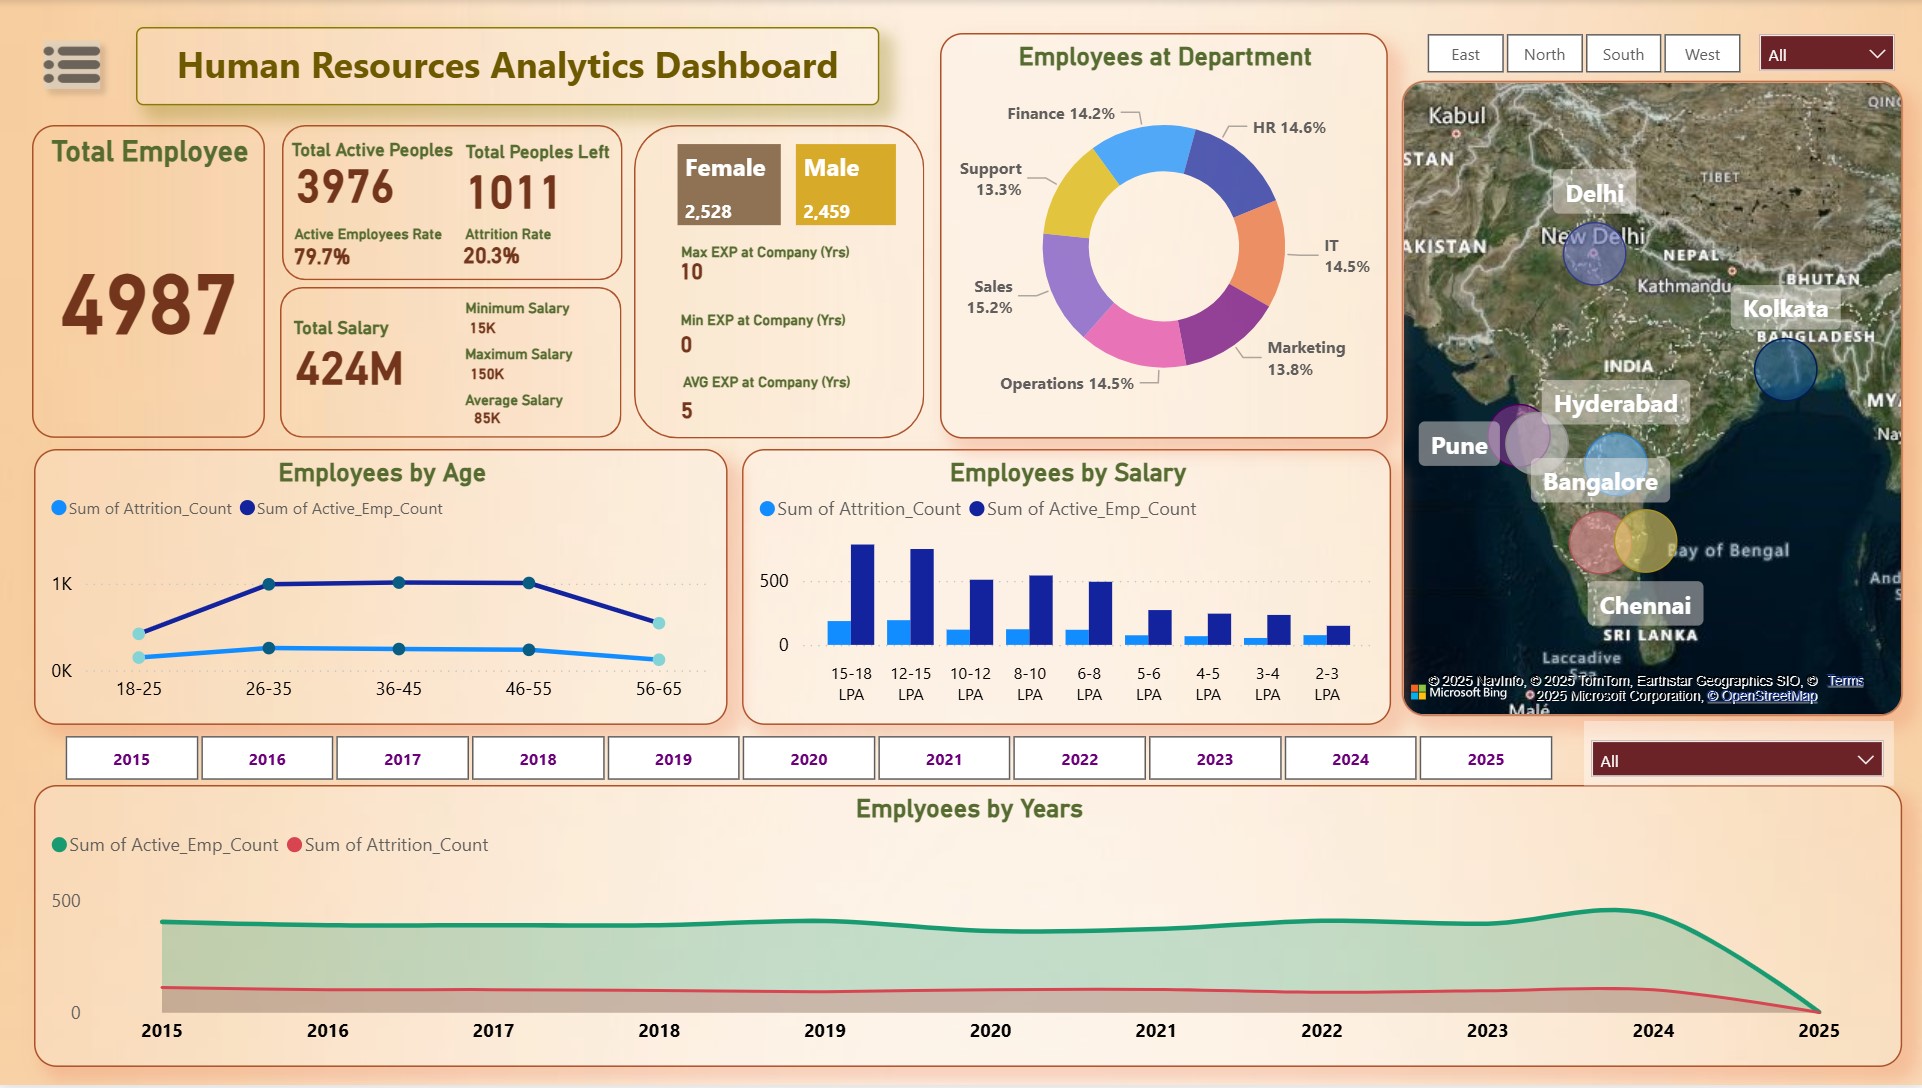 Human Resources Analytics Dashboard
Total Employee
4987
Total Active Peoples
3976
Active Employees Rate
79.7%
Total Peoples Left
1011
Attrition Rate
20.3%
Total Salary
424M
Minimum Salary
15K
Maximum Salary
150K
Average Salary
85K
Female
2,528
Male
2,459
Max EXP at Company (Yrs)
10
Min EXP at Company (Yrs)
0
AVG EXP at Company (Yrs)
5
Employees at Department
Finance 14.2%
HR 14.6%
Support
13.3%
IT
14.5%
Sales
15.2%
Marketing
13.8%
Operations 14.5%
East
North
South
West
All
Kabul
QING
STAN
TIBET
Delhi
New Delhi
AKISTAN
NEPAL
Kathmandu
BHUTAN
Kolkata
BANGLADESH
INDIA
Hyderabad
MYA
Pune
Nay
Bangalore
Bay of Bengal
And
S
Chennai
SRI LANKA
Laccadive
Sea
Malé
Microsoft Bing
© 2025 NavInfo, © 2025 TomTom, Earthstar Geographics SIO, © Terms
2025 Microsoft Corporation, © OpenStreetMap
Employees by Age
Sum of Attrition_Count Sum of Active_Emp_Count
1K
0K
18-25 26-35 36-45 46-55 56-65
Employees by Salary
Sum of Attrition_Count Sum of Active_Emp_Count
500
0
15-18 12-15 10-12 8-10 6-8 5-6 4-5 3-4 2-3
LPA LPA LPA LPA LPA LPA LPA LPA LPA
2015 2016 2017 2018 2019 2020 2021 2022 2023 2024 2025
All
Emplyoees by Years
Sum of Active_Emp_Count Sum of Attrition_Count
500
0
2015 2016 2017 2018 2019 2020 2021 2022 2023 2024 2025